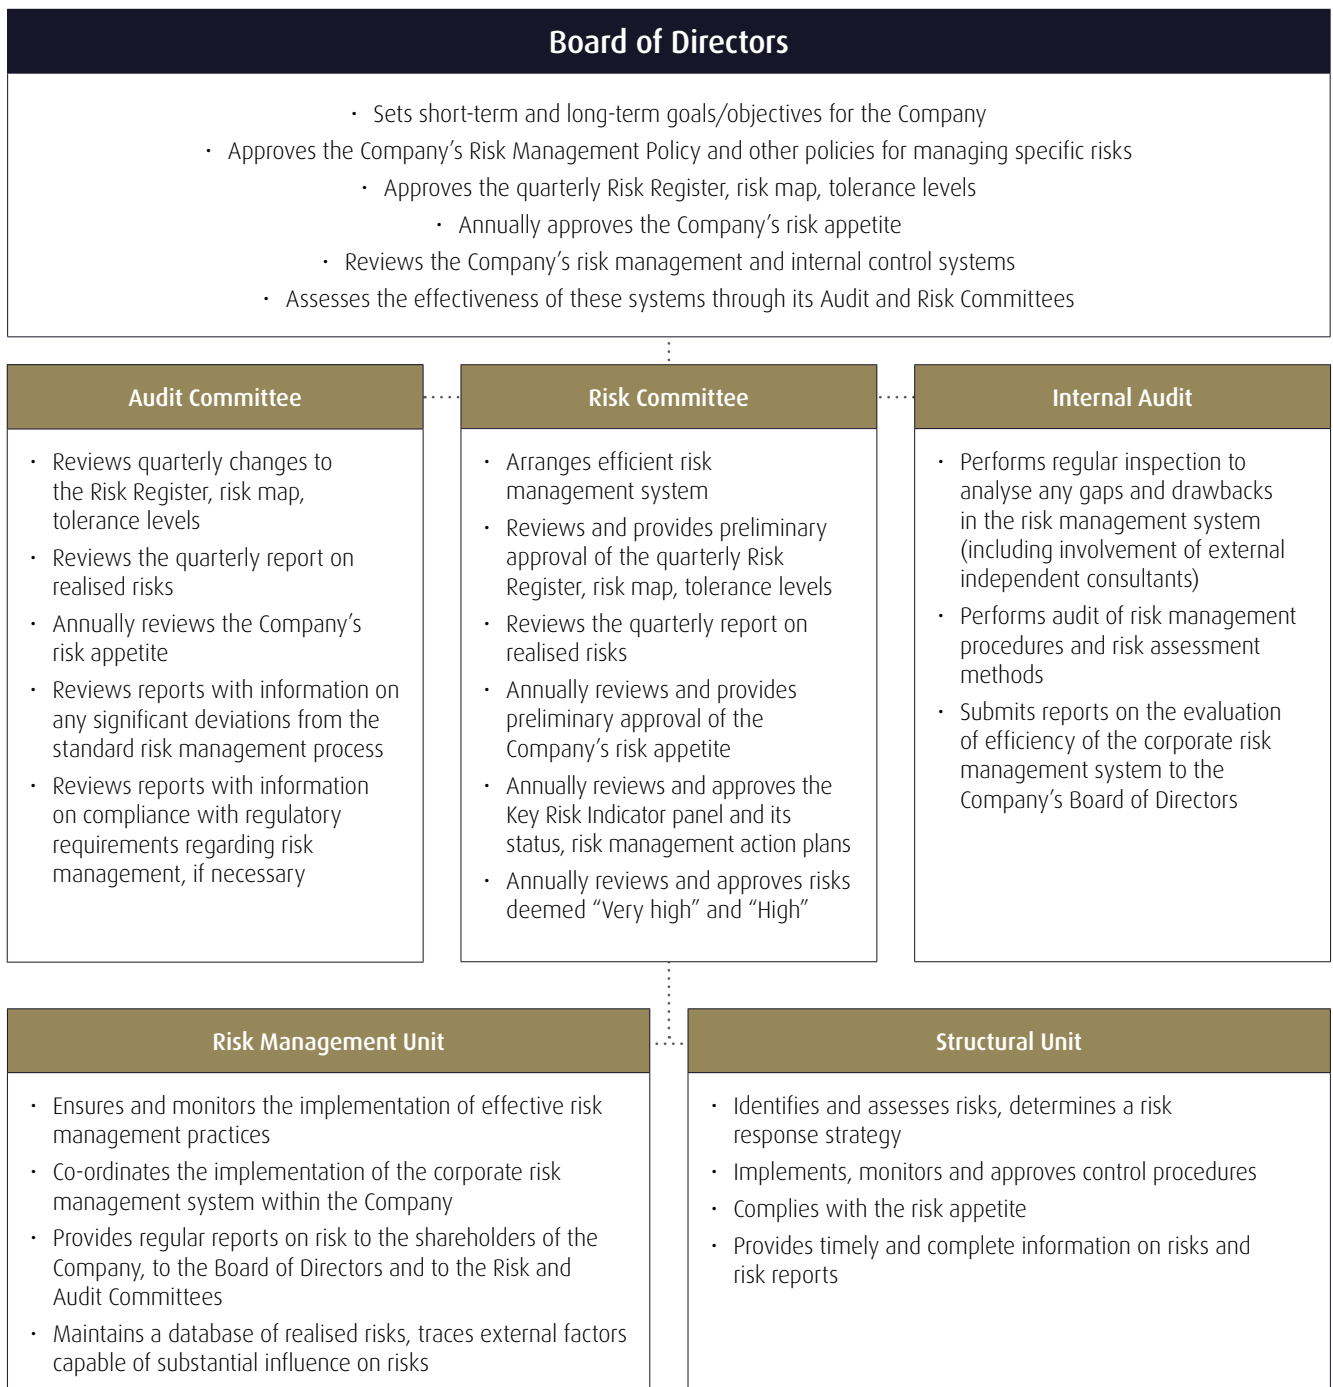 Board of Directors
· Sets short-term and long-term goals/objectives for the Company
· Approves the Company's Risk Management Policy and other policies for managing specific risks
· Approves the quarterly Risk Register, risk map, tolerance levels
· Annually approves the Company's risk appetite
· Reviews the Company's risk management and internal control systems
· Assesses the effectiveness of these systems through its Audit and Risk Committees
Audit Committee
· Reviews quarterly changes to
the Risk Register, risk map,
tolerance levels
· Reviews the quarterly report on
realised risks
· Annually reviews the Company's
risk appetite
· Reviews reports with information on
any significant deviations from the
standard risk management process
· Reviews reports with information
on compliance with regulatory
requirements regarding risk
management, if necessary
Risk Committee
· Arranges efficient risk
management system
· Reviews and provides preliminary
approval of the quarterly Risk
Register, risk map, tolerance levels
· Reviews the quarterly report on
realised risks
· Annually reviews and provides
preliminary approval of the
Company's risk appetite
· Annually reviews and approves the
Key Risk Indicator panel and its
status, risk management action plans
· Annually reviews and approves risks
deemed “Very high” and “High”
Internal Audit
· Performs regular inspection to
analyse any gaps and drawbacks
in the risk management system
(including involvement of external
independent consultants)
· Performs audit of risk management
procedures and risk assessment
methods
· Submits reports on the evaluation
of efficiency of the corporate risk
management system to the
Company's Board of Directors
Risk Management Unit
· Ensures and monitors the implementation of effective risk
management practices
· Co-ordinates the implementation of the corporate risk
management system within the Company
· Provides regular reports on risk to the shareholders of the
Company, to the Board of Directors and to the Risk and
Audit Committees
· Maintains a database of realised risks, traces external factors
capable of substantial influence on risks
Structural Unit
· Identifies and assesses risks, determines a risk
response strategy
· Implements, monitors and approves control procedures
· Complies with the risk appetite
· Provides timely and complete information on risks and
risk reports